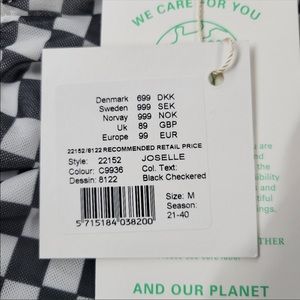 WE CARE FOR YOU
Denmark 699 DKK
Sweden 999 SEK
Norvay 999 NOK
Uk 89 GBP
Europe 99 EUR
22152/8122 RECOMMENDED RETAIL PRICE
Style: 22152 JOSELLE
Colour: C9936 Col. Text:
Dessin: 8122 Black Checkered
Size: M
Season:
21-40
5 715184 038200
AND OUR PLANET